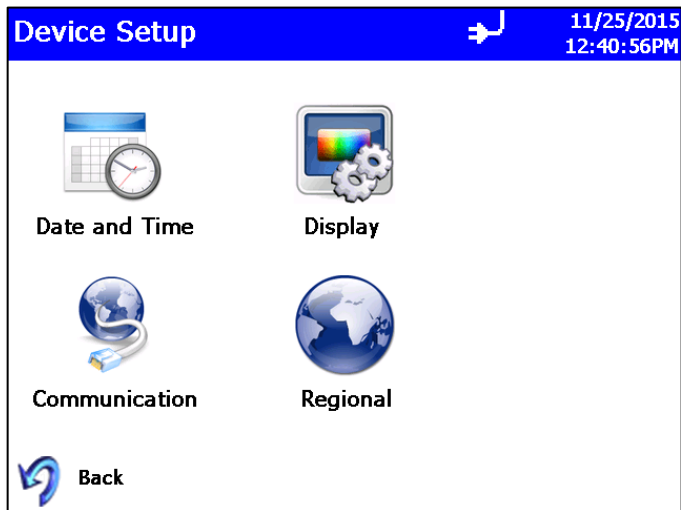 Device Setup
11/25/2015
12:40:56PM
Date and Time
Display
Communication
Regional
Back